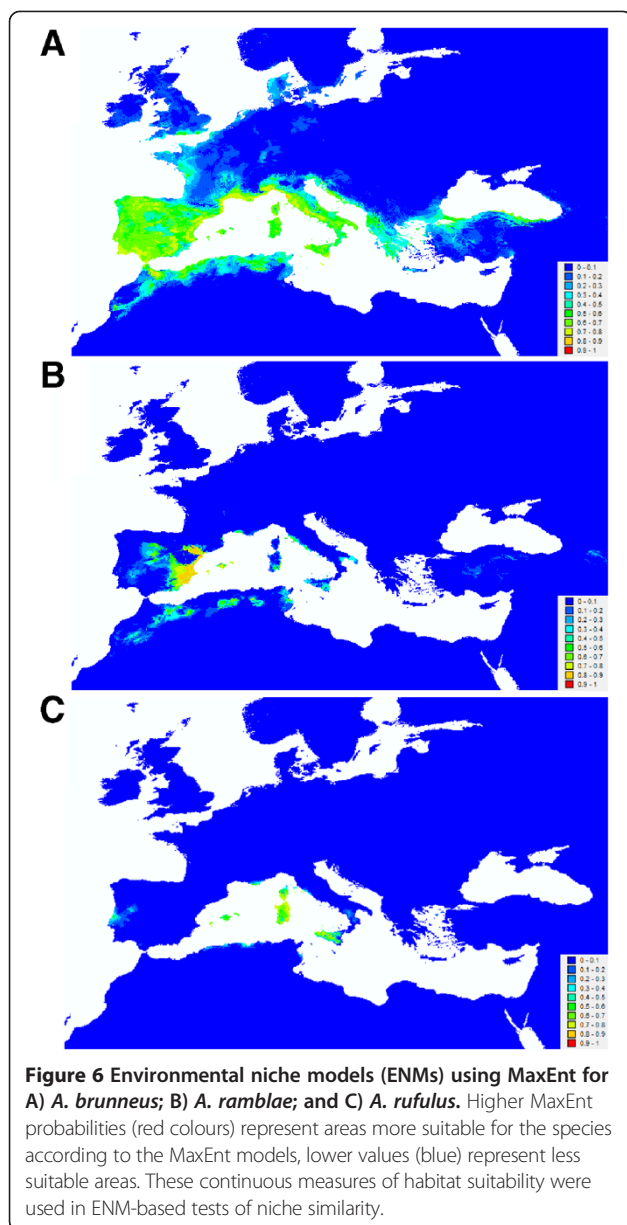 A
0 - 0.1
0.1 - 0.2
0.2 - 0.3
0.3 - 0.4
0.4 - 0.5
0.5 - 0.6
0.6 - 0.7
0.7 - 0.8
0.8 - 0.9
0.9 - 1
B
0 - 0.1
0.1 - 0.2
0.2 - 0.3
0.3 - 0.4
0.4 - 0.5
0.5 - 0.6
0.6 - 0.7
0.7 - 0.8
0.8 - 0.9
0.9 - 1
C
0 - 0.1
0.1 - 0.2
0.2 - 0.3
0.3 - 0.4
0.4 - 0.5
0.5 - 0.6
0.6 - 0.7
0.7 - 0.8
0.8 - 0.9
0.9 - 1
Figure 6 Environmental niche models (ENMs) using MaxEnt for
A) A. brunneus; B) A. ramblae; and C) A. rufulus. Higher MaxEnt
probabilities (red colours) represent areas more suitable for the species
according to the MaxEnt models, lower values (blue) represent less
suitable areas. These continuous measures of habitat suitability were
used in ENM-based tests of niche similarity.